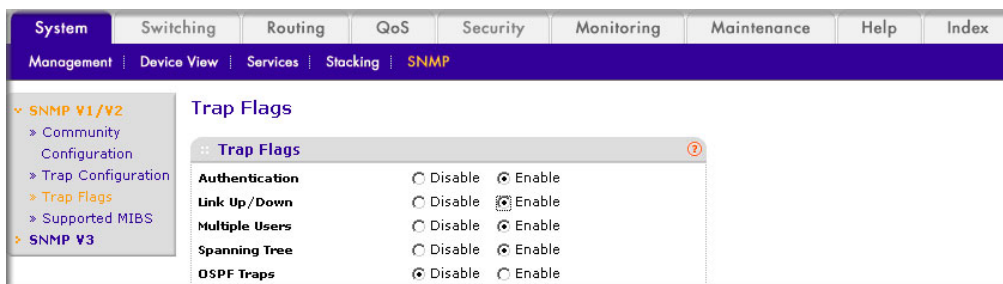 System Switching Routing QoS Security Monitoring Maintenance Help Index
Management Device View Services Stacking SNMP
SNMP V1/V2
» Community
Configuration
» Trap Configuration
» Trap Flags
» Supported MIBS
SNMP V3
Trap Flags
Trap Flags ?
Authentication Disable Enable
Link Up/Down Disable Enable
Multiple Users Disable Enable
Spanning Tree Disable Enable
OSPF Traps Disable Enable